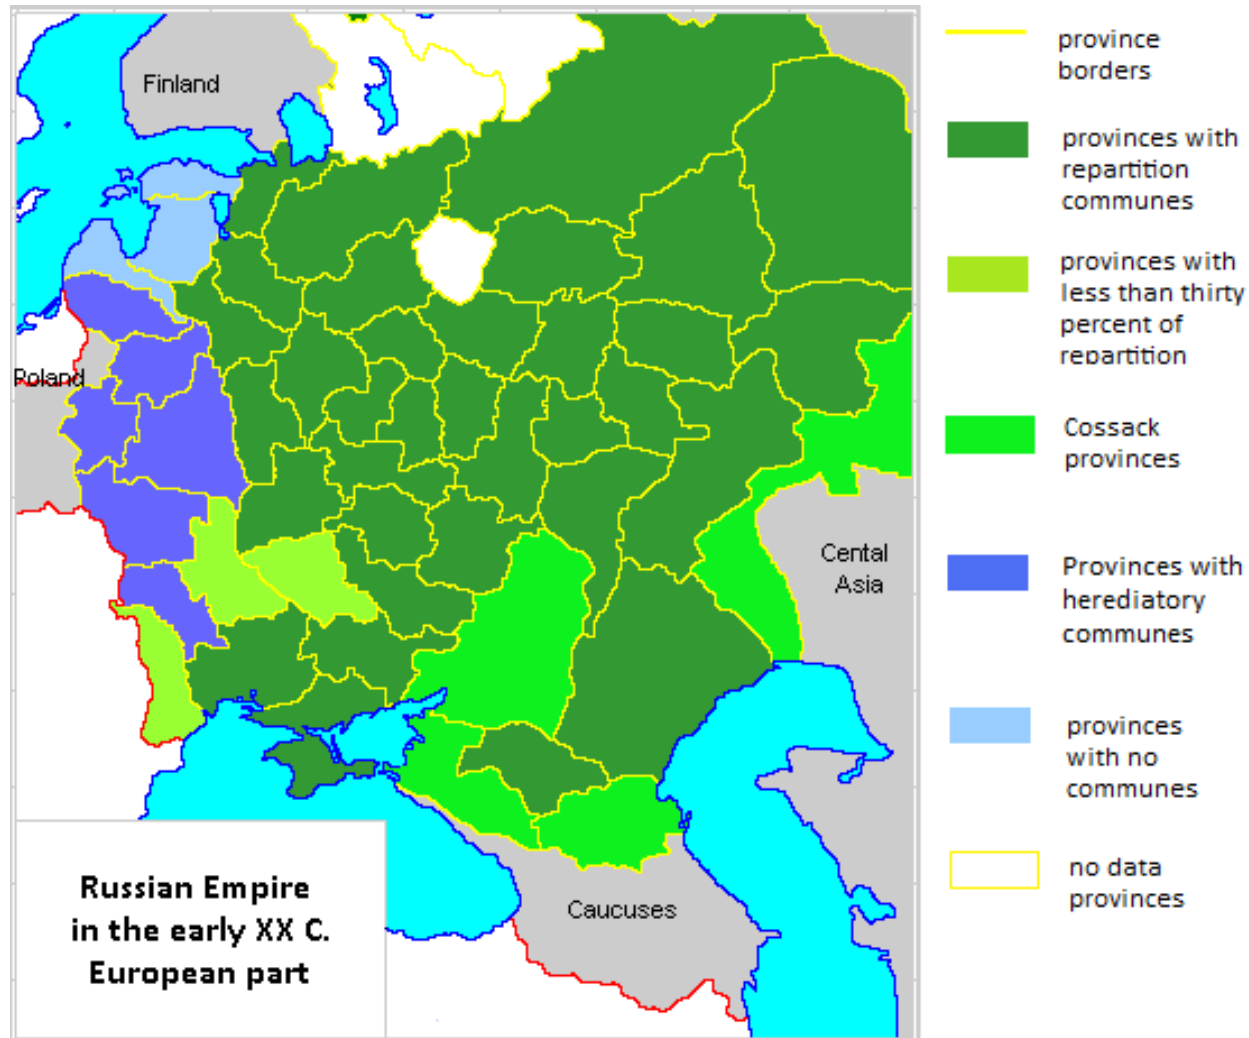 Finland
Poland
Cental
Asia
Caucuses
Russian Empire
in the early XX C.
European part
province
borders
provinces with
repartition
communes
provinces with
less than thirty
percent of
repartition
Cossack
provinces
Provinces with
herediatory
communes
provinces
with no
communes
no data
provinces